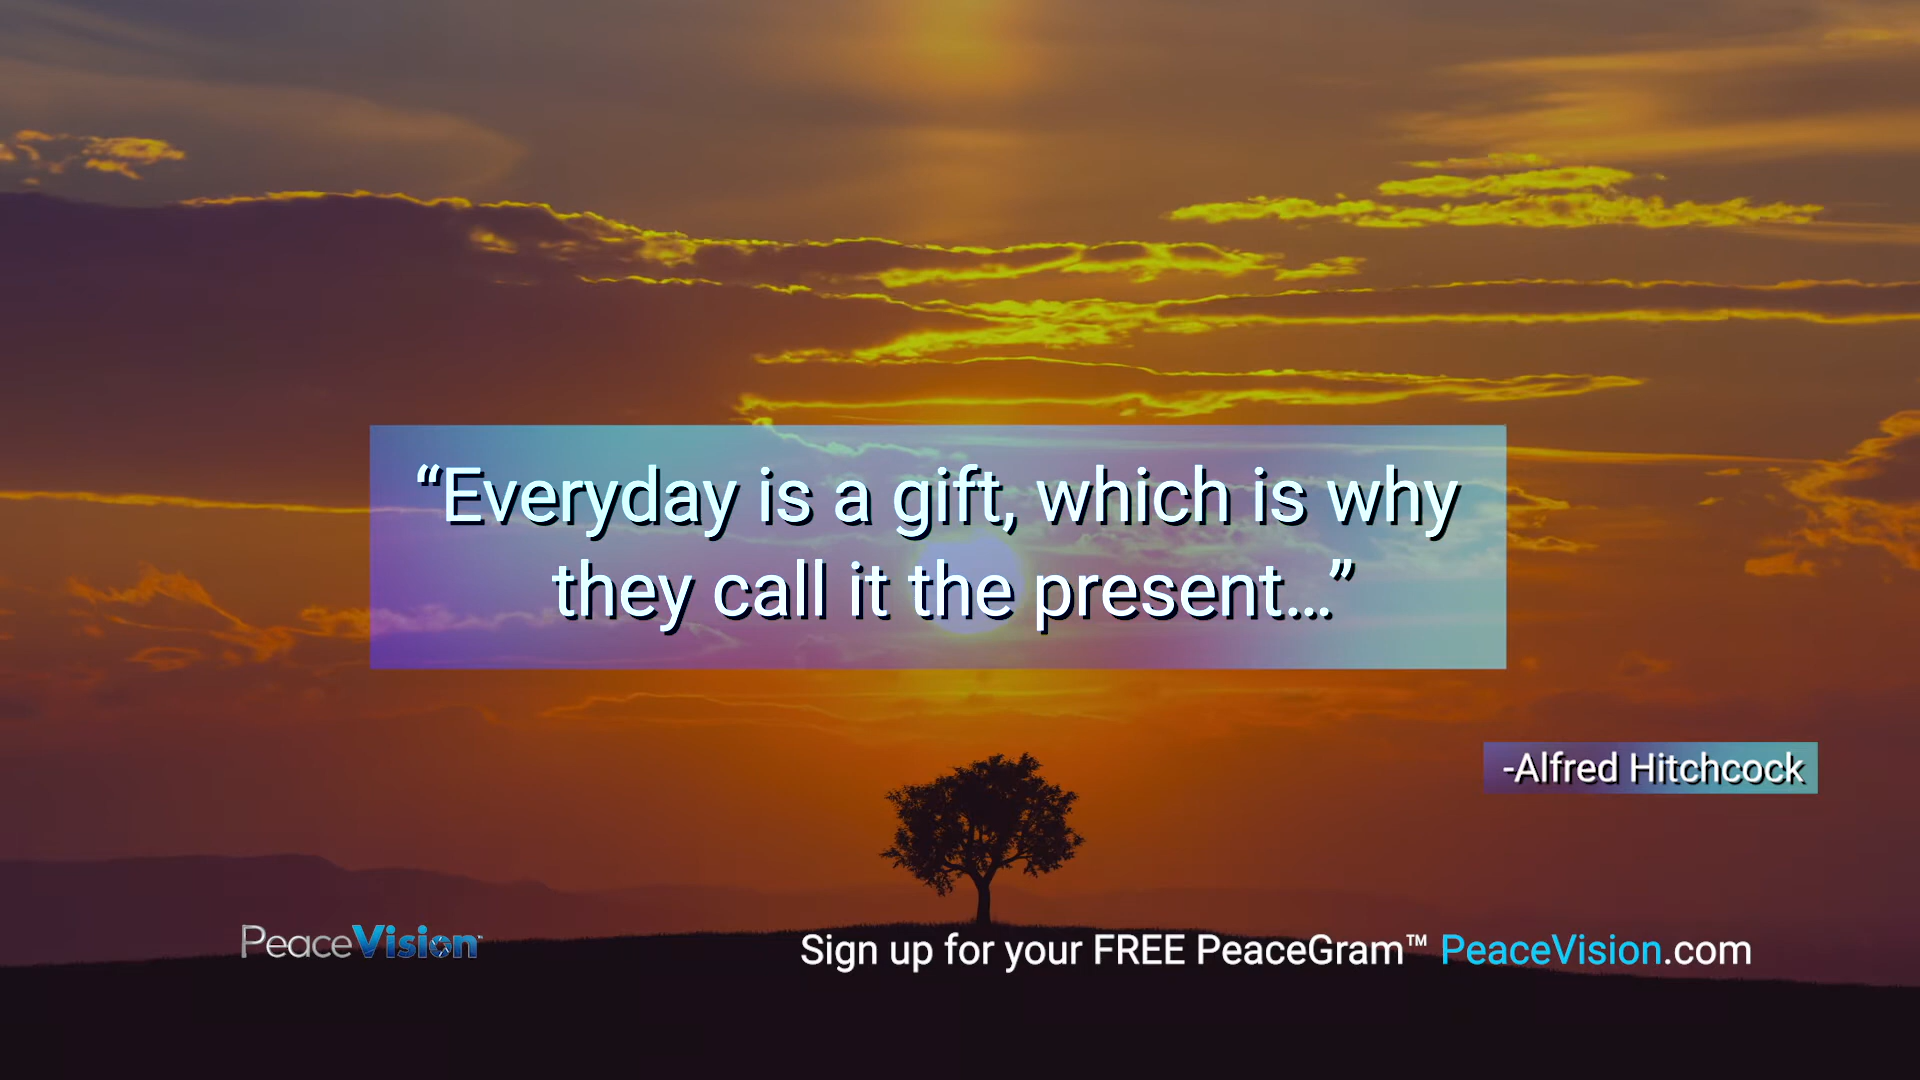 “Everyday is a gift, which is why
they call it the present...”
-Alfred Hitchcock
PeaceVision™
Sign up for your FREE PeaceGram™ PeaceVision.com